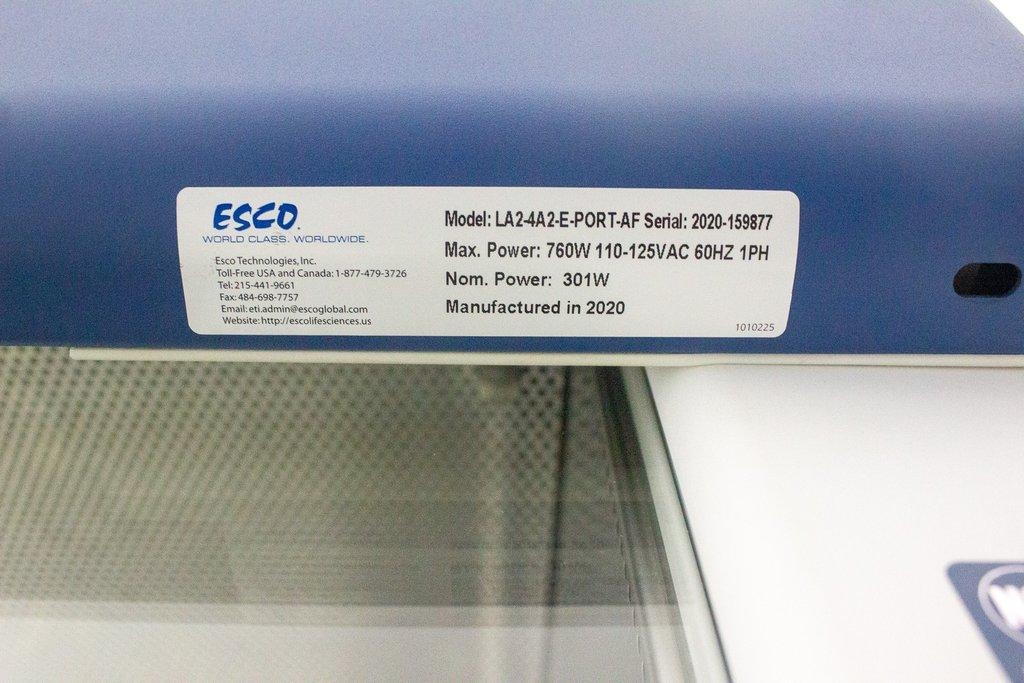 ESCO
WORLD CLASS. WORLDWIDE.
Esco Technologies, Inc.
Toll-Free USA and Canada: 1-877-479-3726
Tel: 215-441-9661
Fax: 484-698-7757
Email: eti.admin@escoglobal.com
Website: http://escolifesciences.us
Model: LA2-4A2-E-PORT-AF Serial: 2020-159877
Max. Power: 760W 110-125VAC 60HZ 1PH
Nom. Power: 301W
Manufactured in 2020
1010225